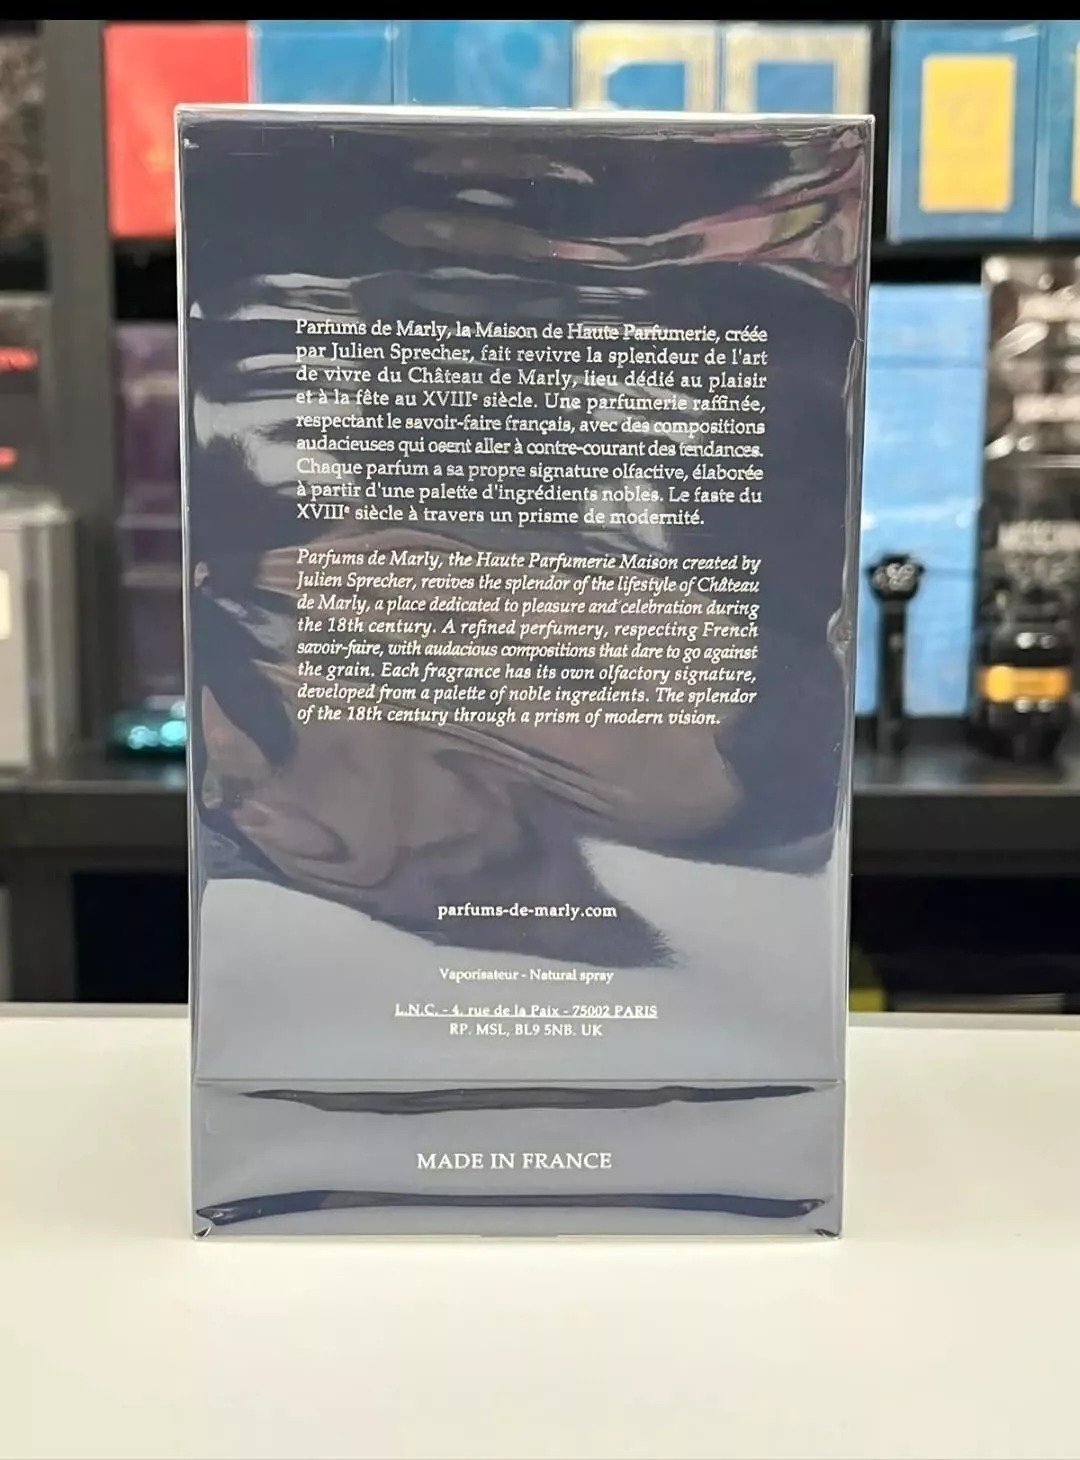 Parfums de Marly, la Maison de Haute Parfumerie, créée
par Julien Sprecher, fait revivre la splendeur de l'art
de vivre du Château de Marly, lieu dédié au plaisir
et à la fête au XVIIIᵉ siècle. Une parfumerie raffinée,
respectant le savoir-faire français, avec des compositions
audacieuses qui osent aller à contre-courant des tendances.
Chaque parfum a sa propre signature olfactive, élaborée
à partir d'une palette d'ingrédients nobles. Le faste du
XVIIIᵉ siècle à travers un prisme de modernité.
Parfums de Marly, the Haute Parfumerie Maison created by
Julien Sprecher, revives the splendor of the lifestyle of Château
de Marly, a place dedicated to pleasure and celebration during
the 18th century. A refined perfumery, respecting French
savoir-faire, with audacious compositions that dare to go against
the grain. Each fragrance has its own olfactory signature,
developed from a palette of noble ingredients. The splendor
of the 18th century through a prism of modern vision.
parfums-de-marly.com
Vaporisateur - Natural spray
L.N.C. - 4, rue de la Paix - 75002 PARIS
RP. MSL, BL9 5NB. UK
MADE IN FRANCE